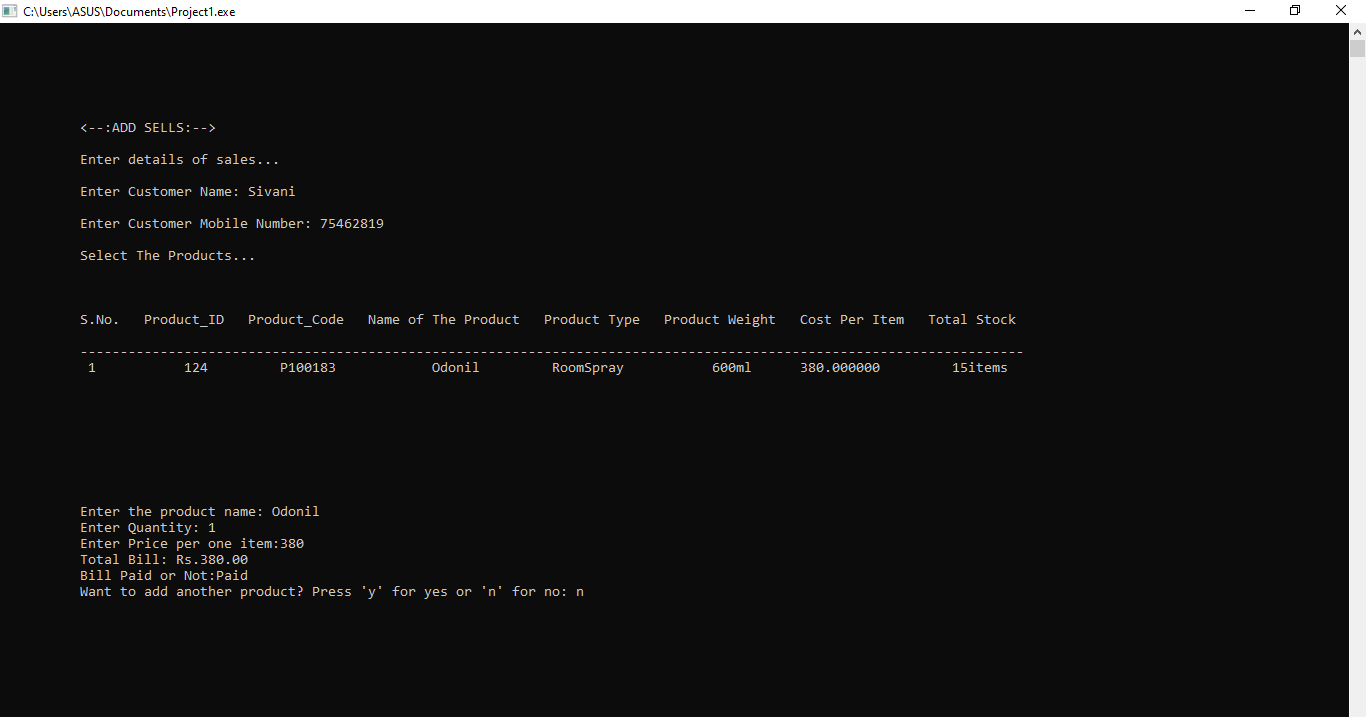 C:\Users\ASUS\Documents\Project1.exe
<--:ADD SELLS:-->
Enter details of sales...
Enter Customer Name: Sivani
Enter Customer Mobile Number: 75462819
Select The Products...
S.No. Product_ID Product_Code Name of The Product Product Type Product Weight Cost Per Item Total Stock
----------------------------------------------------------------------------------------------------------------------
1 124 P100183 Odonil RoomSpray 600ml 380.000000 15items
Enter the product name: Odonil
Enter Quantity: 1
Enter Price per one item:380
Total Bill: Rs.380.00
Bill Paid or Not:Paid
Want to add another product? Press 'y' for yes or 'n' for no: n